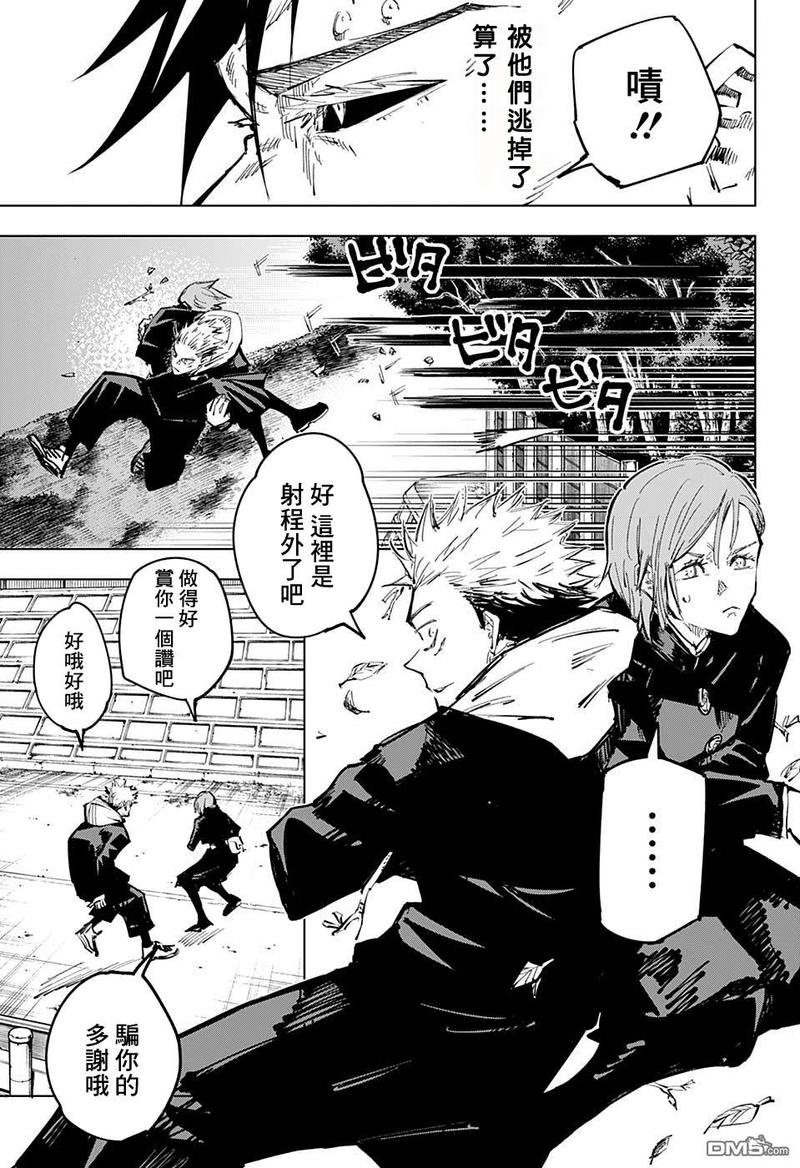 嘖!!
被他們逃掉了
算了……
ビタ
ビタ
ビタ
好 這裡是
射程外了吧
……
做得好
賞你一個讚吧
好哦好哦
騙你的
多謝哦
DM5.com